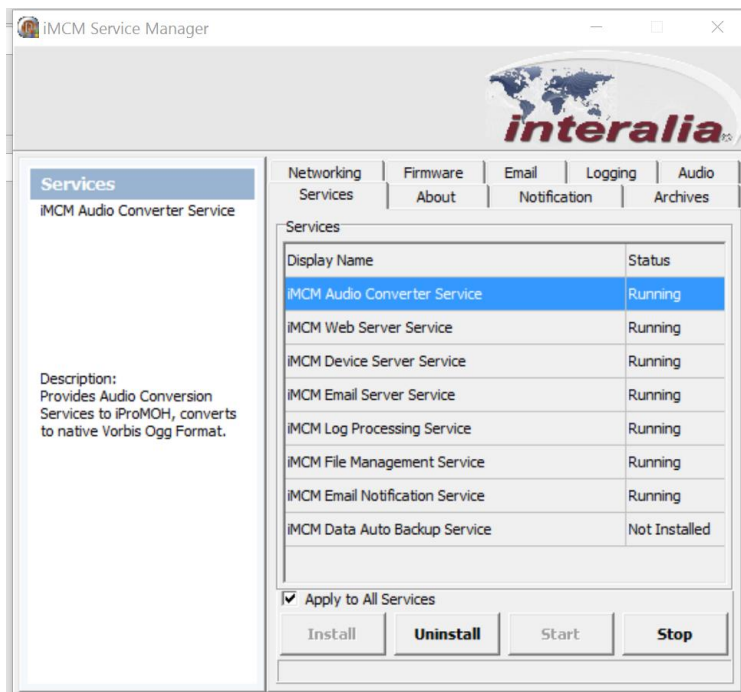 iMCM Service Manager
interalia
Services
iMCM Audio Converter Service
Description:
Provides Audio Conversion
Services to iProMOH, converts
to native Vorbis Ogg Format.
Networking Firmware Email Logging Audio
Services About Notification Archives
Services
Display Name Status
iMCM Audio Converter Service Running
iMCM Web Server Service Running
iMCM Device Server Service Running
iMCM Email Server Service Running
iMCM Log Processing Service Running
iMCM File Management Service Running
iMCM Email Notification Service Running
iMCM Data Auto Backup Service Not Installed
Apply to All Services
Install Uninstall Start Stop